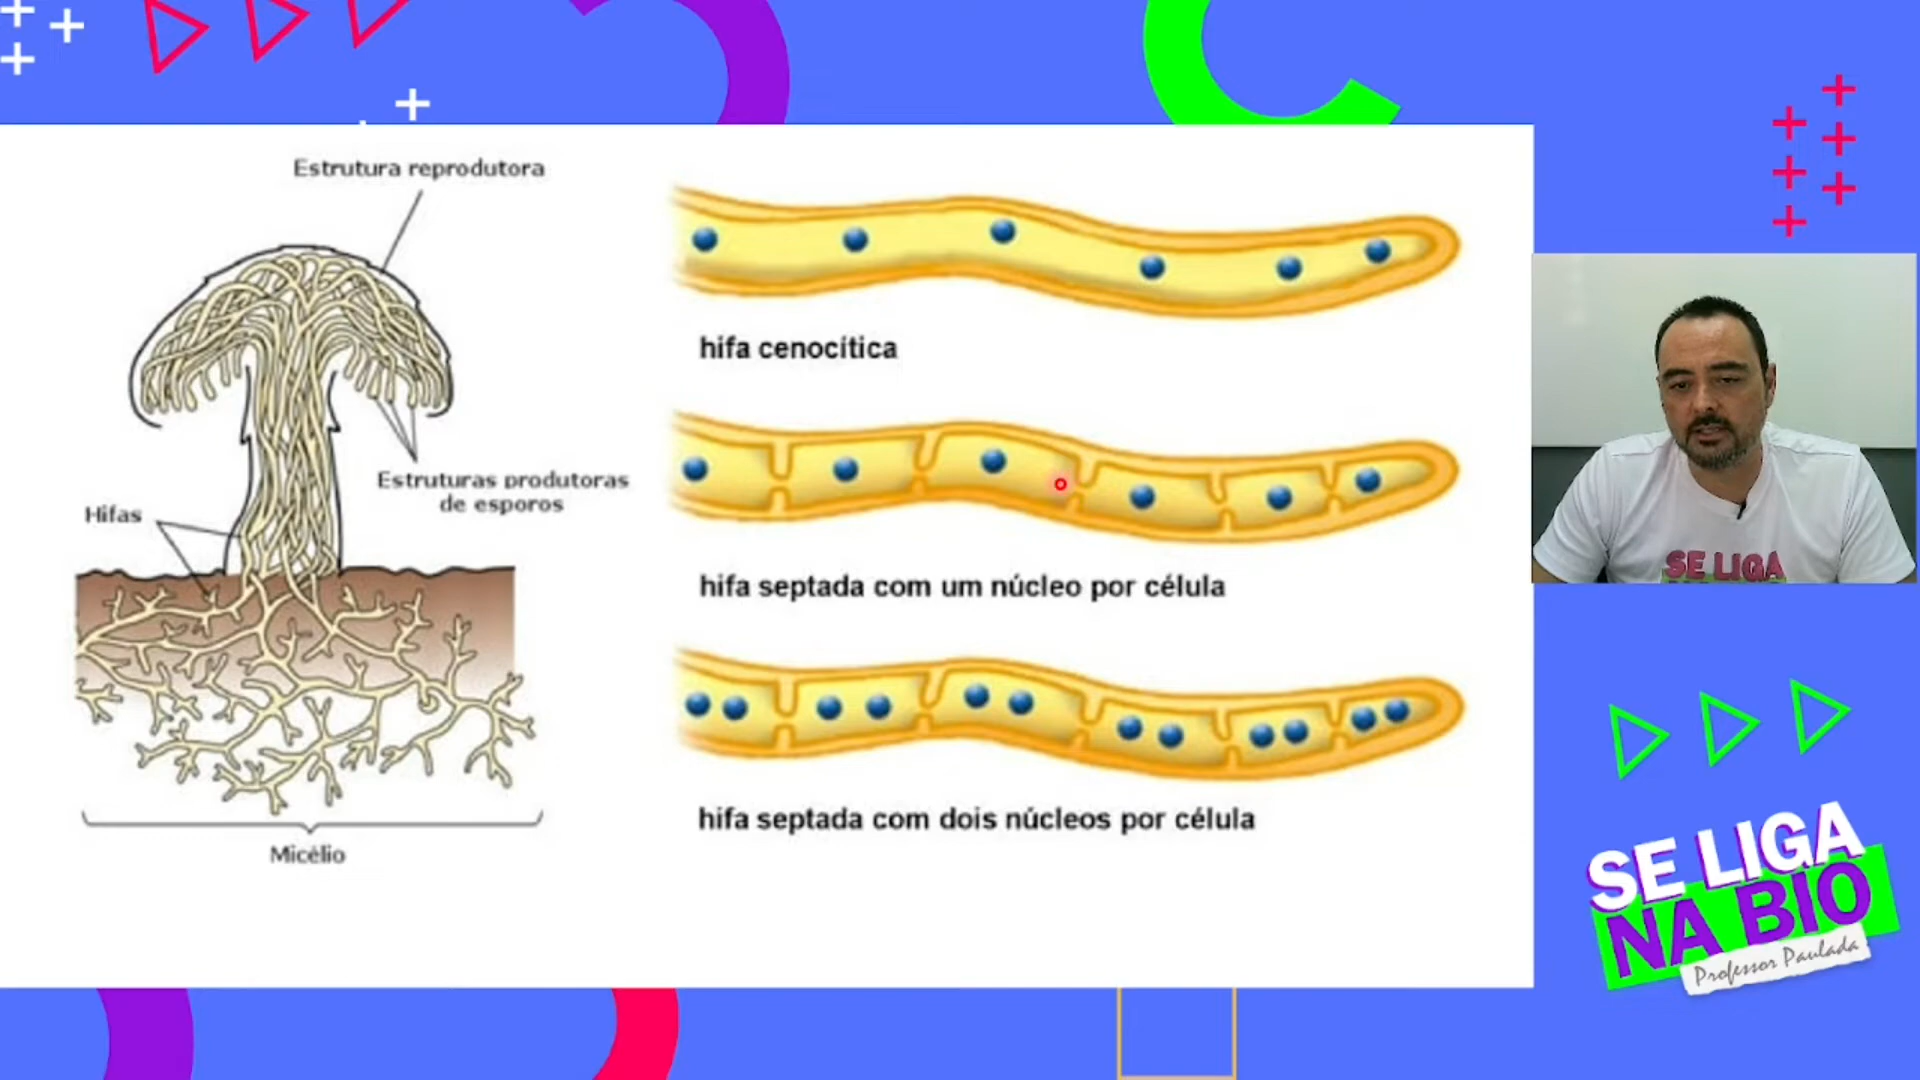 Estrutura reprodutora
Estruturas produtoras
de esporos
Hifas
Micélio
hifa cenocítica
hifa septada com um núcleo por célula
hifa septada com dois núcleos por célula
SE LIGA
SE LIGA
NA BIO
Professor Paulada